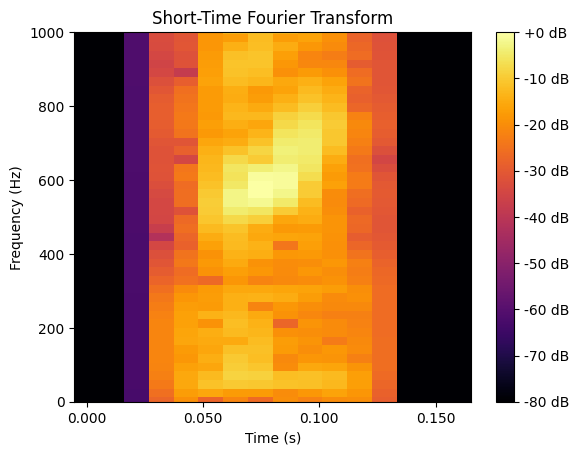 Short-Time Fourier Transform
Frequency (Hz)
1000
800
600
400
200
0
0.000
0.050
0.100
0.150
Time (s)
+0 dB
-10 dB
-20 dB
-30 dB
-40 dB
-50 dB
-60 dB
-70 dB
-80 dB